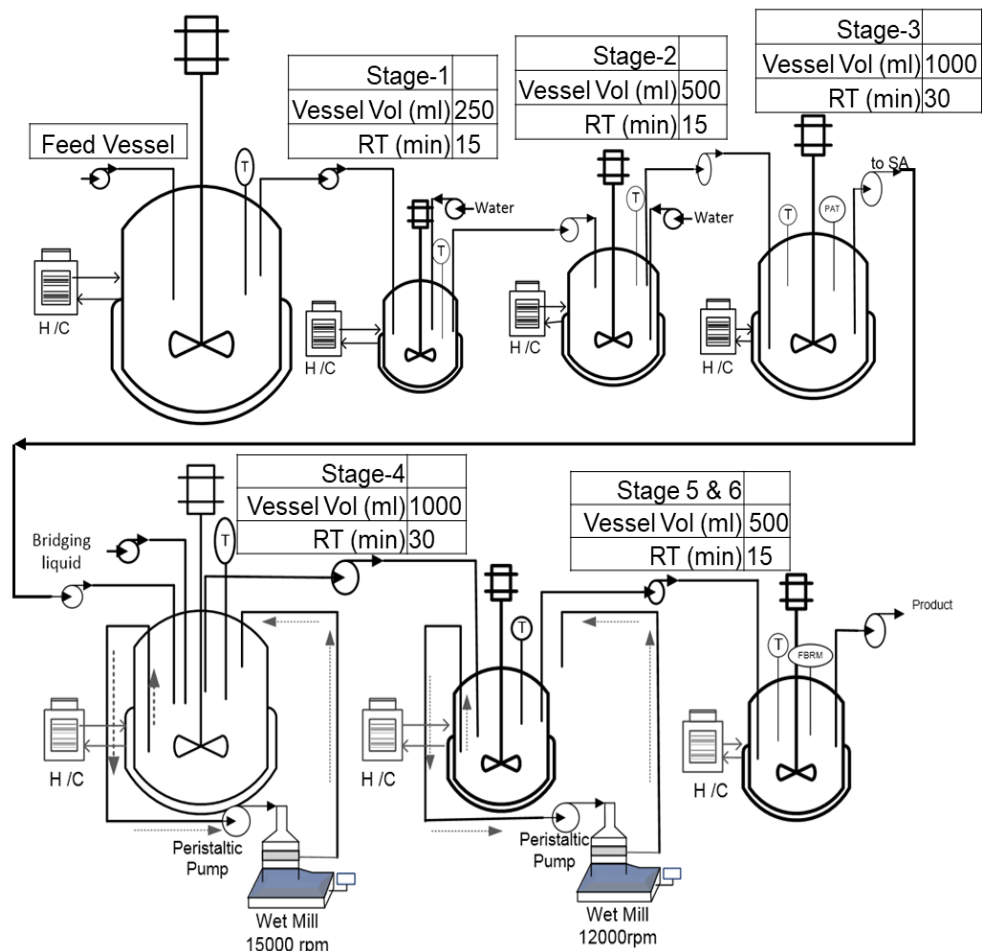 Feed Vessel
T
H /C
Stage-1
Vessel Vol (ml) 250
RT (min) 15
Water
T
H /C
Stage-2
Vessel Vol (ml) 500
RT (min) 15
T
Water
H /C
Stage-3
Vessel Vol (ml) 1000
RT (min) 30
to SA
T
PAT
H /C
Stage-4
Vessel Vol (ml) 1000
RT (min) 30
Bridging
liquid
T
H /C
Peristaltic
Pump
Wet Mill
15000 rpm
Stage 5 & 6
Vessel Vol (ml) 500
RT (min) 15
T
H /C
Peristaltic
Pump
Wet Mill
12000rpm
Product
T
FBRM
H /C